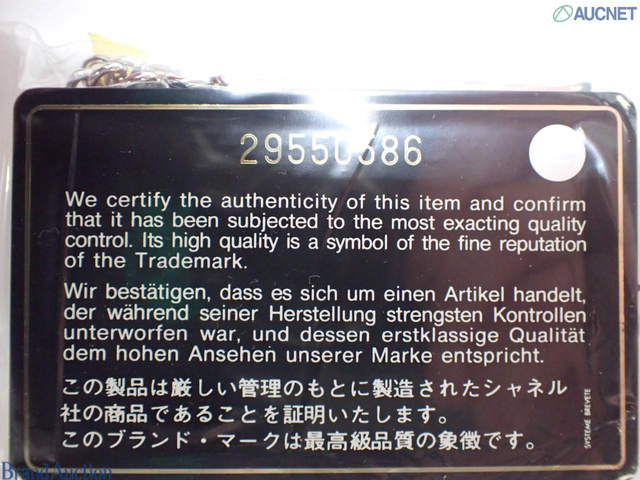 AUCNET
29550686
We certify the authenticity of this item and confirm
that it has been subjected to the most exacting quality
control. Its high quality is a symbol of the fine reputation
of the Trademark.
Wir bestätigen, dass es sich um einen Artikel handelt,
der während seiner Herstellung strengsten Kontrollen
unterworfen war, und dessen erstklassige Qualität
dem hohen Ansehen unserer Marke entspricht.
この製品は厳しい管理のもとに製造されたシャネル
社の商品であることを証明いたします。
このブランド・マークは最高級品質の象徴です。
SYSTEME BREVETE
Brand Auction